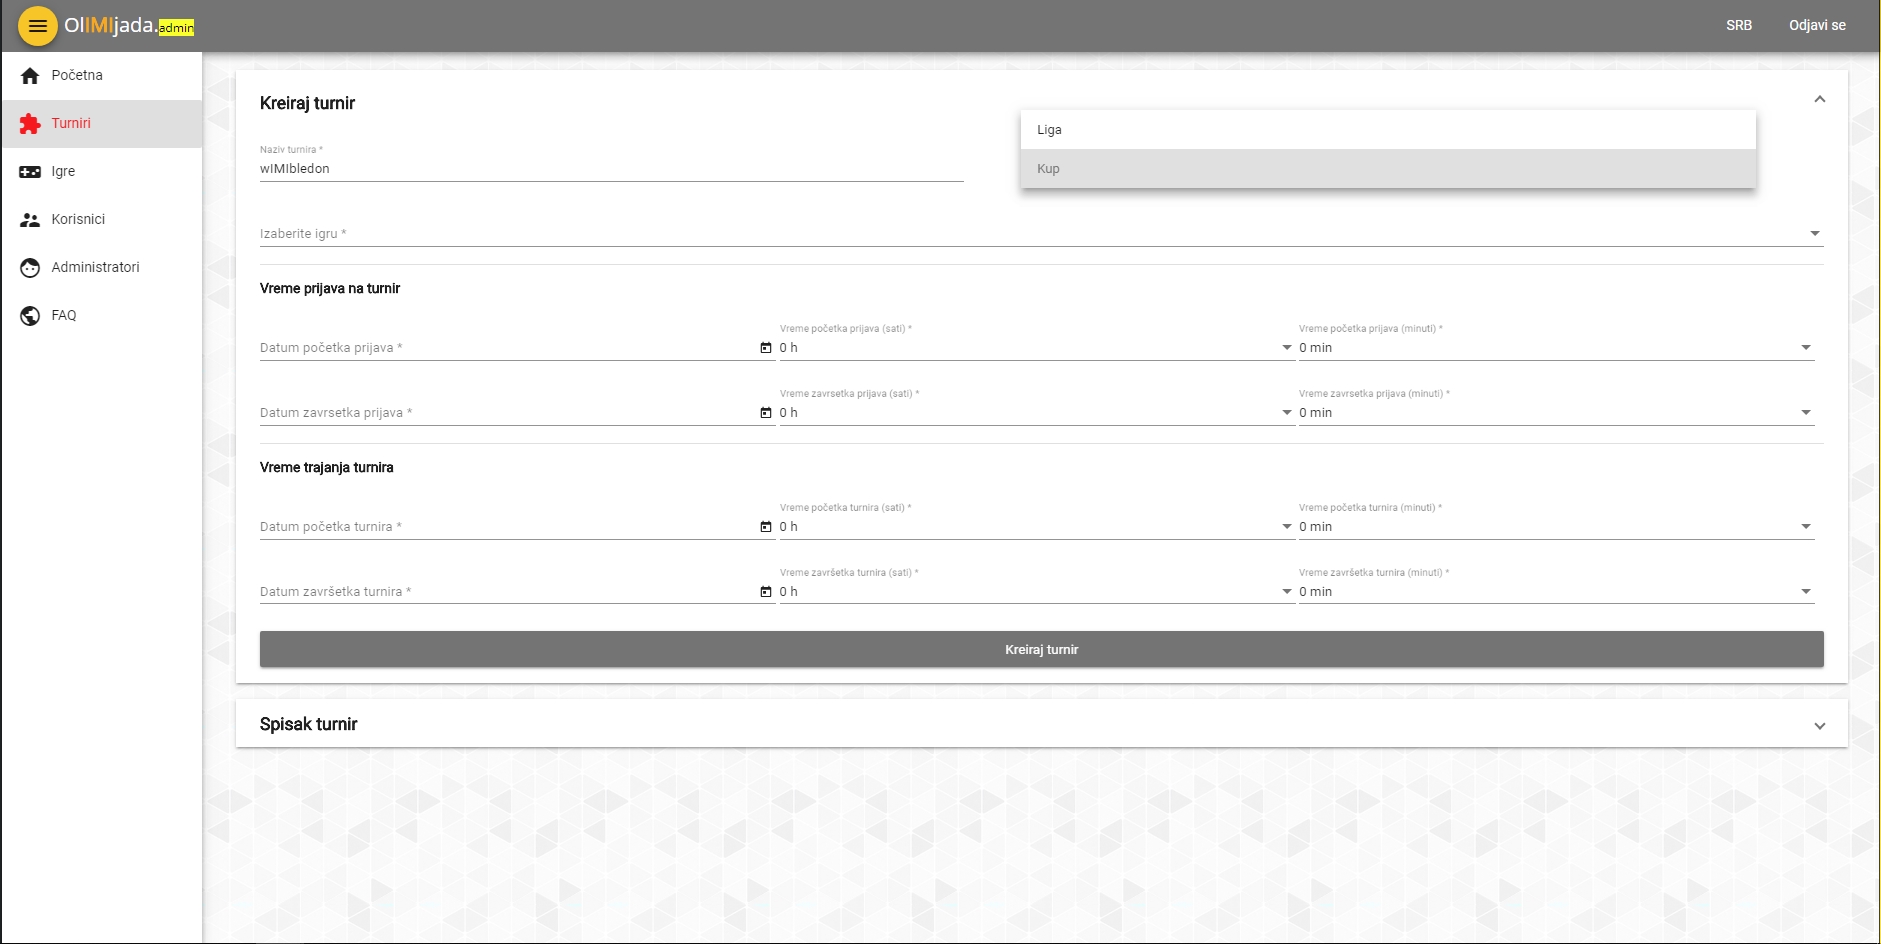 OlIMIjada.admin
SRB
Odjavi se
Početna
Turniri
Igre
Korisnici
Administratori
FAQ
Kreiraj turnir
Naziv turnira *
wIMIbledon
Liga
Kup
Izaberite igru *
Vreme prijava na turnir
Datum početka prijava *
Vreme početka prijava (sati) *
0 h
Vreme početka prijava (minuti) *
0 min
Datum zavrsetka prijava *
Vreme zavrsetka prijava (sati) *
0 h
Vreme zavrsetka prijava (minuti) *
0 min
Vreme trajanja turnira
Datum početka turnira *
Vreme početka turnira (sati) *
0 h
Vreme početka turnira (minuti) *
0 min
Datum završetka turnira *
Vreme završetka turnira (sati) *
0 h
Vreme završetka turnira (minuti) *
0 min
Kreiraj turnir
Spisak turnir